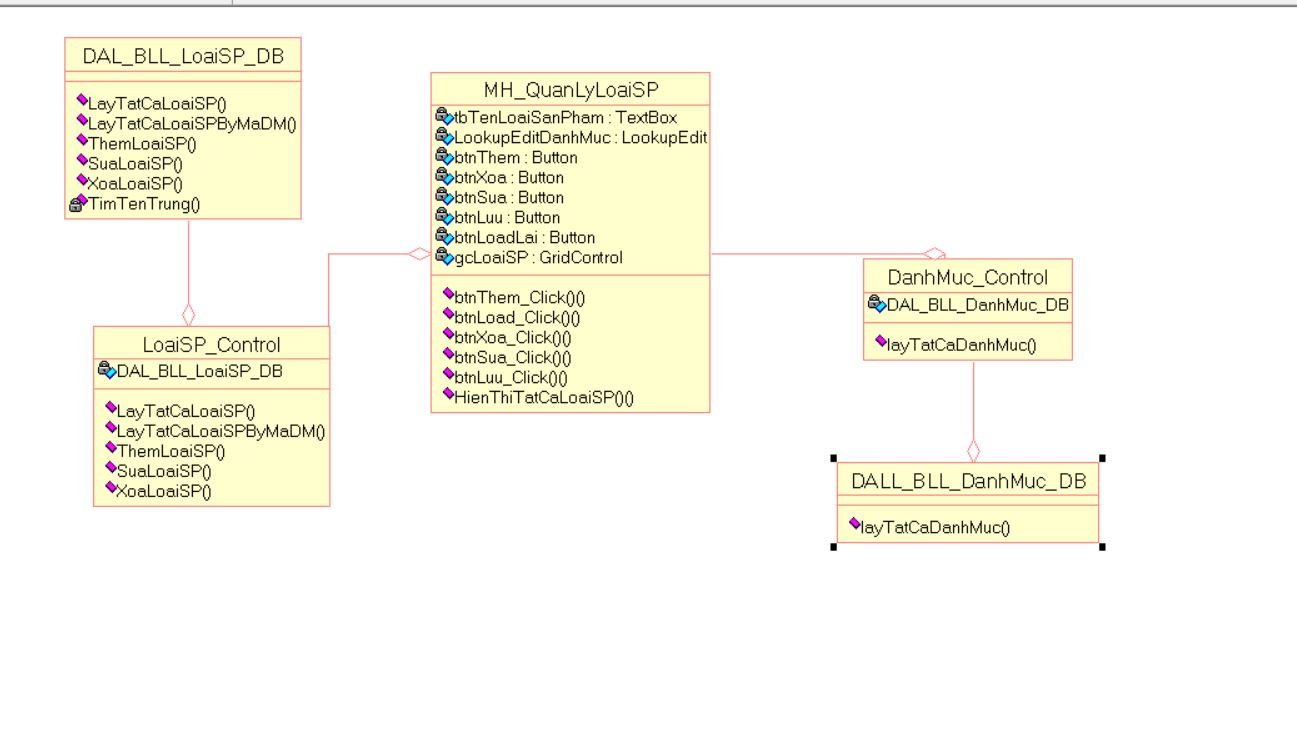 DAL_BLL_LoaiSP_DB
LayTatCaLoaiSP()
LayTatCaLoaiSPByMaDM()
ThemLoaiSP()
SuaLoaiSP()
XoaLoaiSP()
TimTenTrung()
MH_QuanLyLoaiSP
tbTenLoaiSanPham : TextBox
LookupEditDanhMuc : LookupEdit
btnThem : Button
btnXoa : Button
btnSua : Button
btnLuu : Button
btnLoadLai : Button
gcLoaiSP : GridControl
btnThem_Click()()
btnLoad_Click()()
btnXoa_Click()()
btnSua_Click()()
btnLuu_Click()()
HienThiTatCaLoaiSP()()
DanhMuc_Control
DAL_BLL_DanhMuc_DB
layTatCaDanhMuc()
LoaiSP_Control
DAL_BLL_LoaiSP_DB
LayTatCaLoaiSP()
LayTatCaLoaiSPByMaDM()
ThemLoaiSP()
SuaLoaiSP()
XoaLoaiSP()
DALL_BLL_DanhMuc_DB
layTatCaDanhMuc()